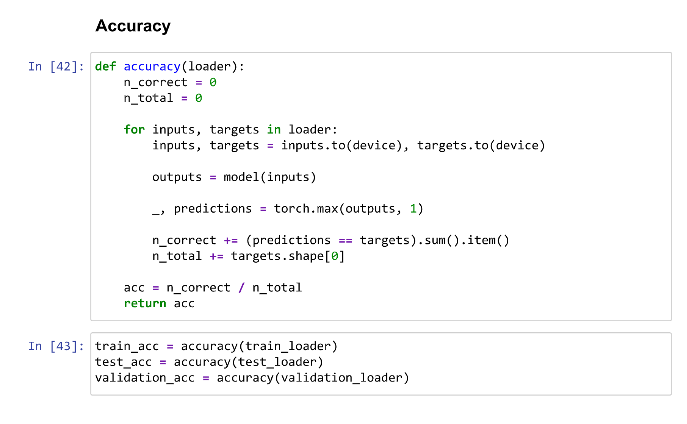 Accuracy
In [42]: def accuracy(loader):
    n_correct = 0
    n_total = 0
    for inputs, targets in loader:
        inputs, targets = inputs.to(device), targets.to(device)
        outputs = model(inputs)
        _, predictions = torch.max(outputs, 1)
        n_correct += (predictions == targets).sum().item()
        n_total += targets.shape[0]
    acc = n_correct / n_total
    return acc
In [43]: train_acc = accuracy(train_loader)
test_acc = accuracy(test_loader)
validation_acc = accuracy(validation_loader)